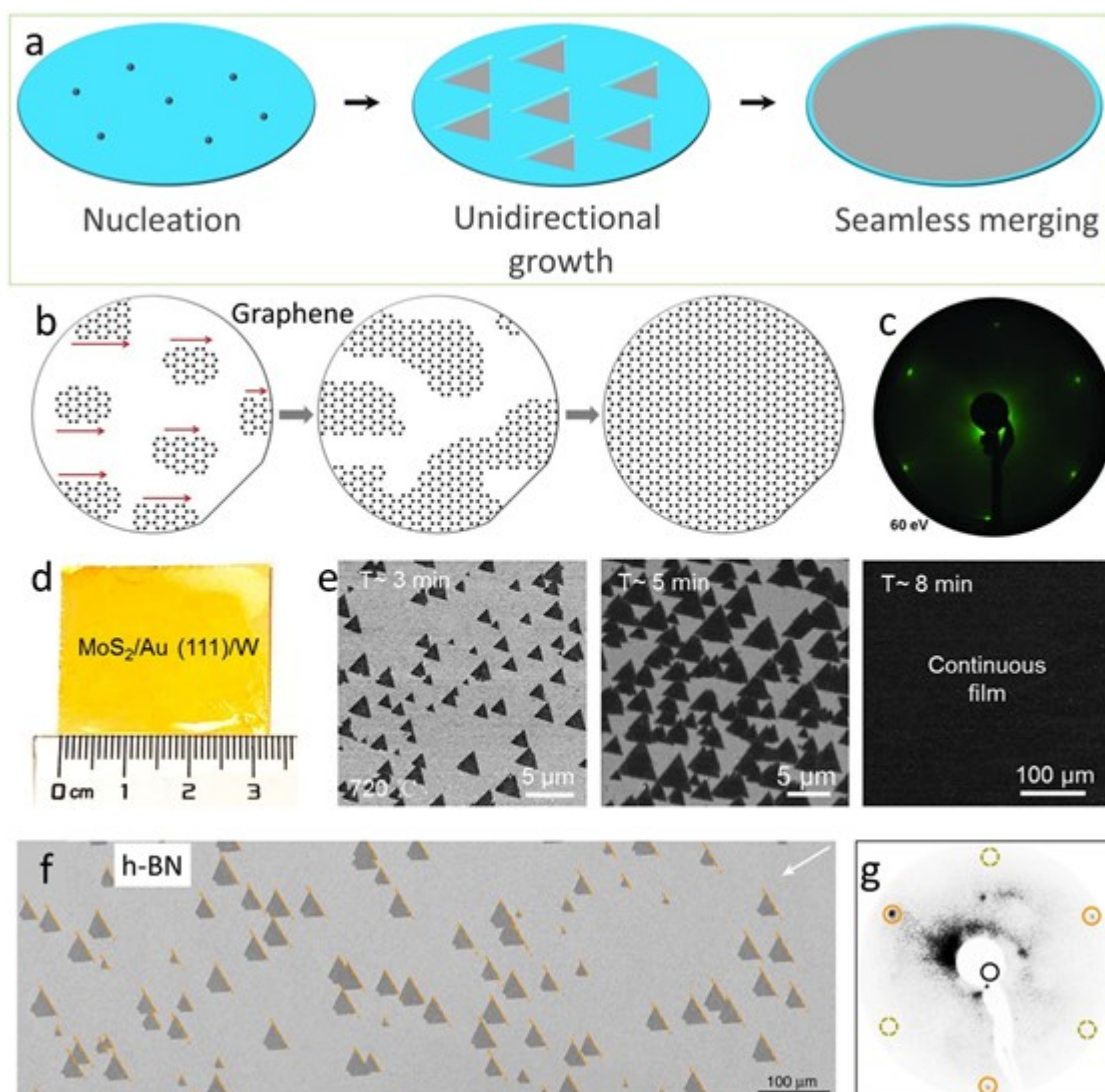 a
Nucleation
Unidirectional
growth
Seamless merging
b
Graphene
c
60 eV
d
MoS₂/Au (111)/W
0 cm 1 2 3
e
T~ 3 min
720 °C
5 µm
T~ 5 min
5 µm
T~ 8 min
Continuous
film
100 µm
f
h-BN
100 µm
g